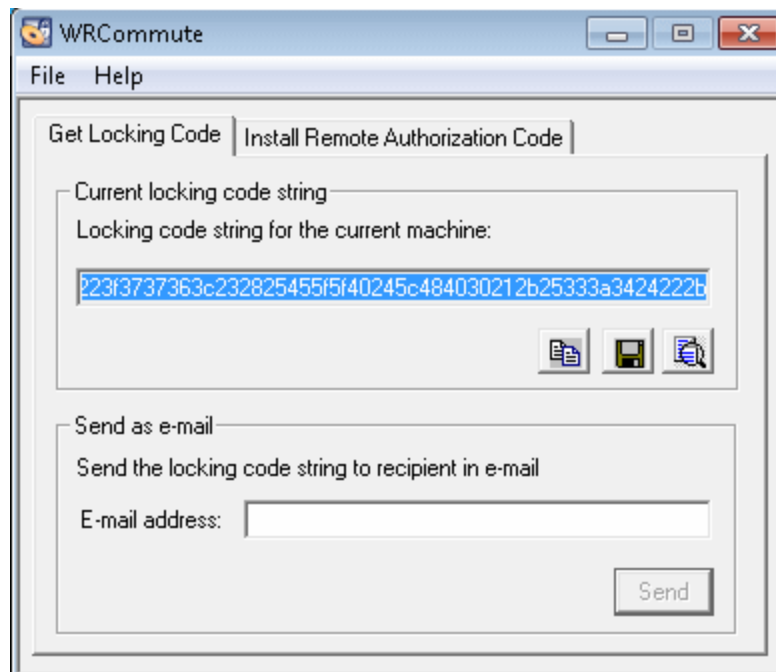 WRCommute
File Help
Get Locking Code Install Remote Authorization Code
Current locking code string
Locking code string for the current machine:
223f3737363c232825455f5f40245c484030212b25333a3424222b
Send as e-mail
Send the locking code string to recipient in e-mail
E-mail address:
Send